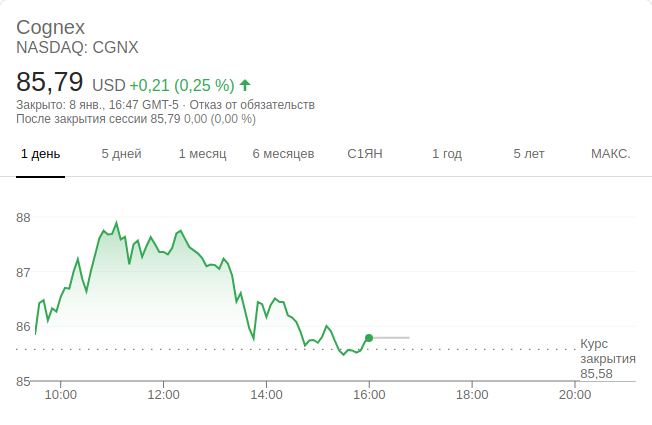 Cognex
NASDAQ: CGNX
85,79 USD +0,21 (0,25 %) ↑
Закрыто: 8 янв., 16:47 GMT-5 · Отказ от обязательств
После закрытия сессии 85,79 0,00 (0,00 %)
1 день 5 дней 1 месяц 6 месяцев С1ЯН 1 год 5 лет МАКС.
88
87
86
Курс
закрытия
85,58
85
10:00 12:00 14:00 16:00 18:00 20:00